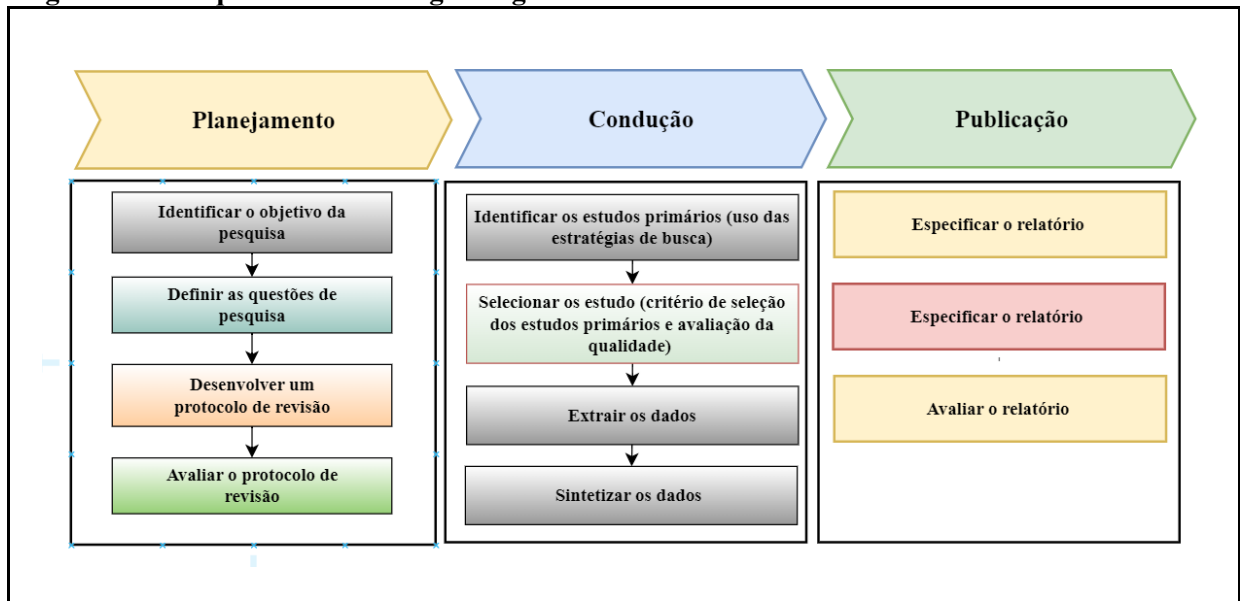 Planejamento
Condução
Publicação
Identificar o objetivo da
pesquisa
Definir as questões de
pesquisa
Desenvolver um
protocolo de revisão
Avaliar o protocolo de
revisão
Identificar os estudos primários (uso das
estratégias de busca)
Selecionar os estudo (critério de seleção
dos estudos primários e avaliação da
qualidade)
Extrair os dados
Sintetizar os dados
Especificar o relatório
Especificar o relatório
Avaliar o relatório